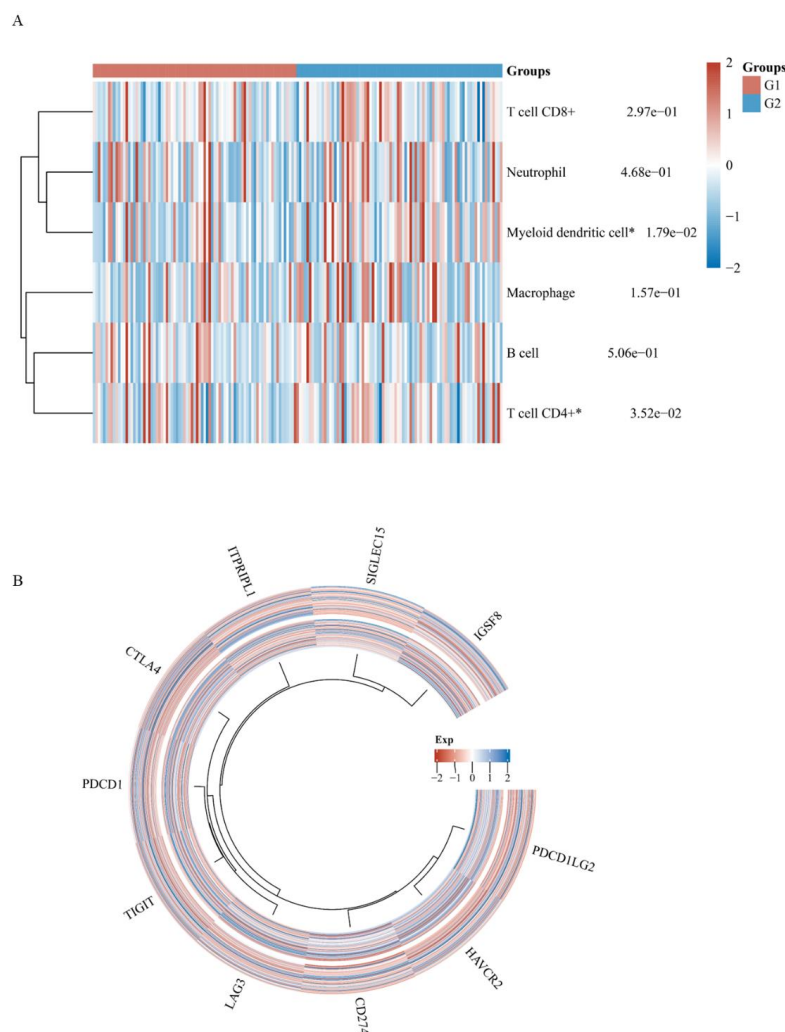 A
Groups
T cell CD8+ 2.97e−01
Neutrophil 4.68e−01
Myeloid dendritic cell* 1.79e−02
Macrophage 1.57e−01
B cell 5.06e−01
T cell CD4+* 3.52e−02
2
1
0
−1
−2
Groups
G1
G2
B
ITPRIPL1
SIGLEC15
IGSF8
CTLA4
PDCD1
TIGIT
LAG3
CD274
HAVCR2
PDCD1LG2
Exp
−2 −1 0 1 2